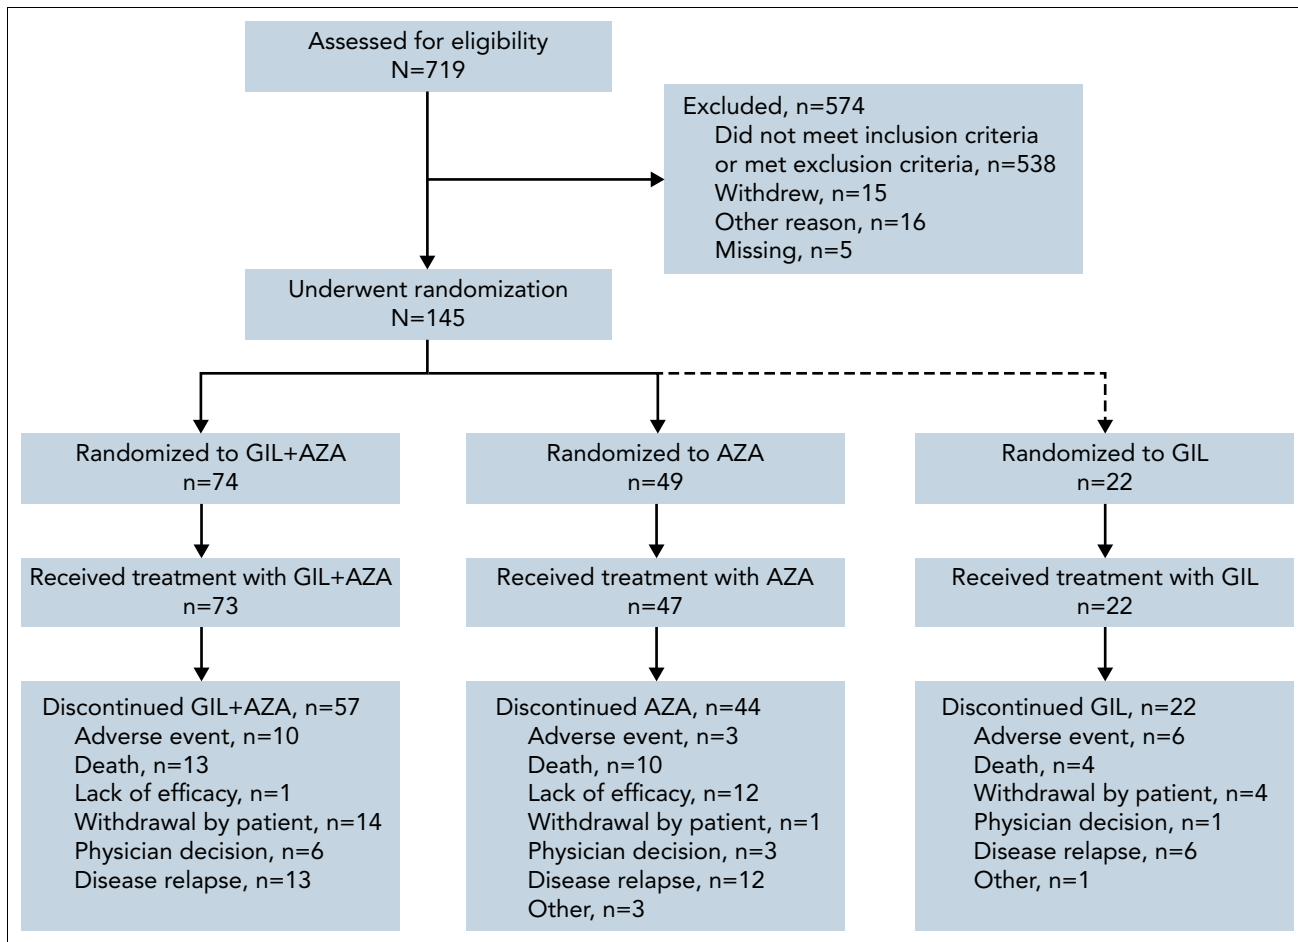 Assessed for eligibility
N=719
Excluded, n=574
Did not meet inclusion criteria
or met exclusion criteria, n=538
Withdrew, n=15
Other reason, n=16
Missing, n=5
Underwent randomization
N=145
Randomized to GIL+AZA
n=74
Randomized to AZA
n=49
Randomized to GIL
n=22
Received treatment with GIL+AZA
n=73
Received treatment with AZA
n=47
Received treatment with GIL
n=22
Discontinued GIL+AZA, n=57
Adverse event, n=10
Death, n=13
Lack of efficacy, n=1
Withdrawal by patient, n=14
Physician decision, n=6
Disease relapse, n=13
Discontinued AZA, n=44
Adverse event, n=3
Death, n=10
Lack of efficacy, n=12
Withdrawal by patient, n=1
Physician decision, n=3
Disease relapse, n=12
Other, n=3
Discontinued GIL, n=22
Adverse event, n=6
Death, n=4
Withdrawal by patient, n=4
Physician decision, n=1
Disease relapse, n=6
Other, n=1